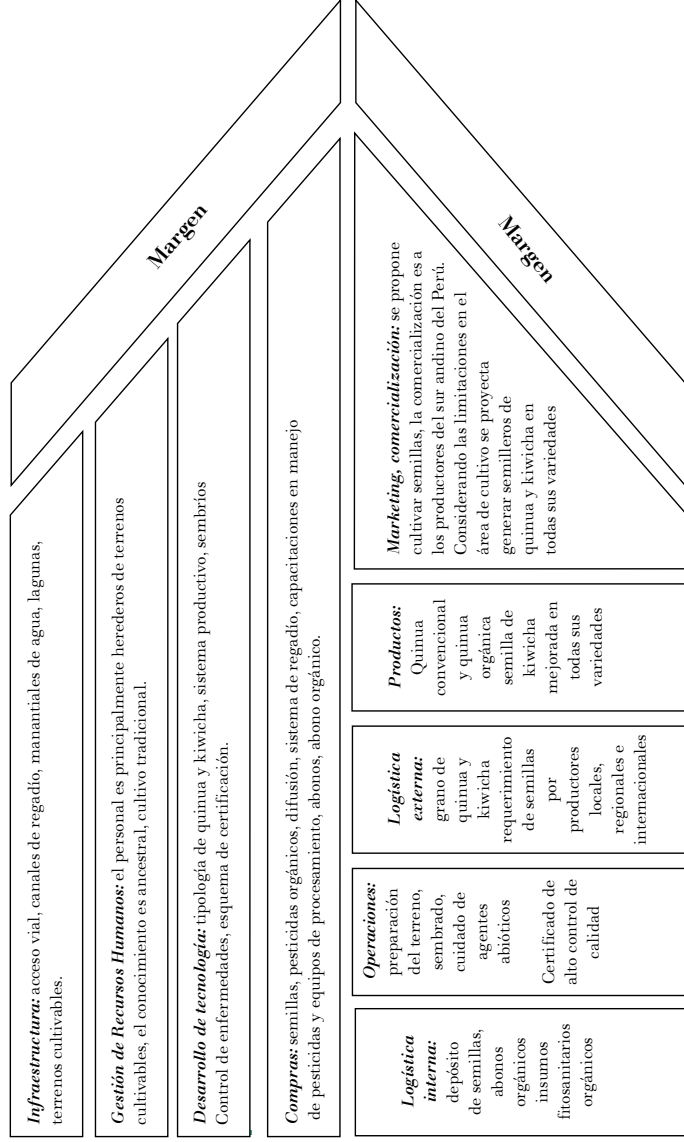 Infraestructura: acceso vial, canales de regadío, manantiales de agua, lagunas,
terrenos cultivables.
Gestión de Recursos Humanos: el personal es principalmente herederos de terrenos
cultivables, el conocimiento es ancestral, cultivo tradicional.
Desarrollo de tecnología: tipología de quinua y kiwicha, sistema productivo, sembríos
Control de enfermedades, esquema de certificación.
Compras: semillas, pesticidas orgánicos, difusión, sistema de regadío, capacitaciones en manejo
de pesticidas y equipos de procesamiento, abonos, abono orgánico.
Margen
Logística
interna:
depósito
de semillas,
abonos
orgánicos
insumos
fitosanitarios
orgánicos
Operaciones:
preparación
del terreno,
sembrado,
cuidado de
agentes
abióticos
Certificado de
alto control de
calidad
Logística
externa:
grano de
quinua y
kiwicha
requerimiento
de semillas
por
productores
locales,
regionales e
internacionales
Productos:
Quinua
convencional
y quinua
orgánica
semilla de
kiwicha
mejorada en
todas sus
variedades
Marketing, comercialización: se propone
cultivar semillas, la comercialización es a
los productores del sur andino del Perú.
Considerando las limitaciones en el
área de cultivo se proyecta
generar semilleros de
quinua y kiwicha en
todas sus variedades
Margen